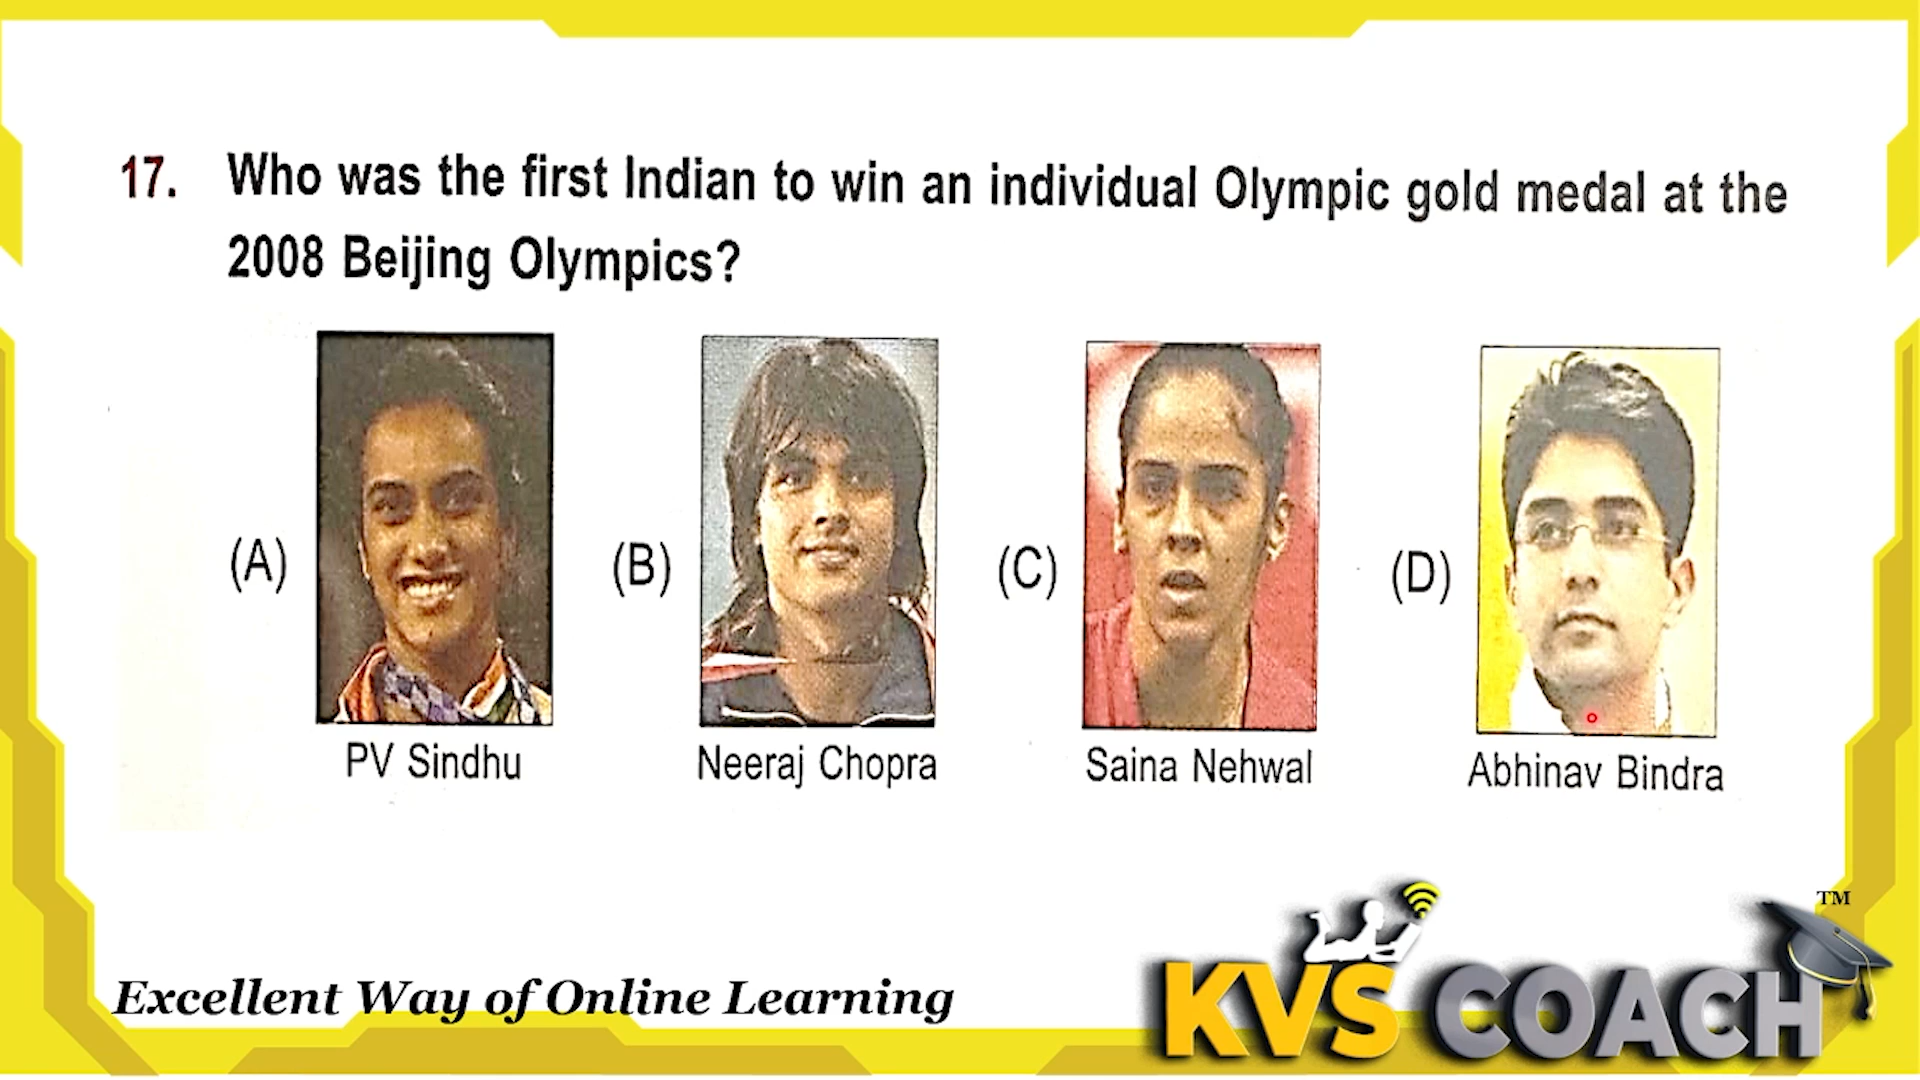 17. Who was the first Indian to win an individual Olympic gold medal at the
2008 Beijing Olympics?
(A) (B) (C) (D)
PV Sindhu Neeraj Chopra Saina Nehwal Abhinav Bindra
Excellent Way of Online Learning
KVS COACH TM